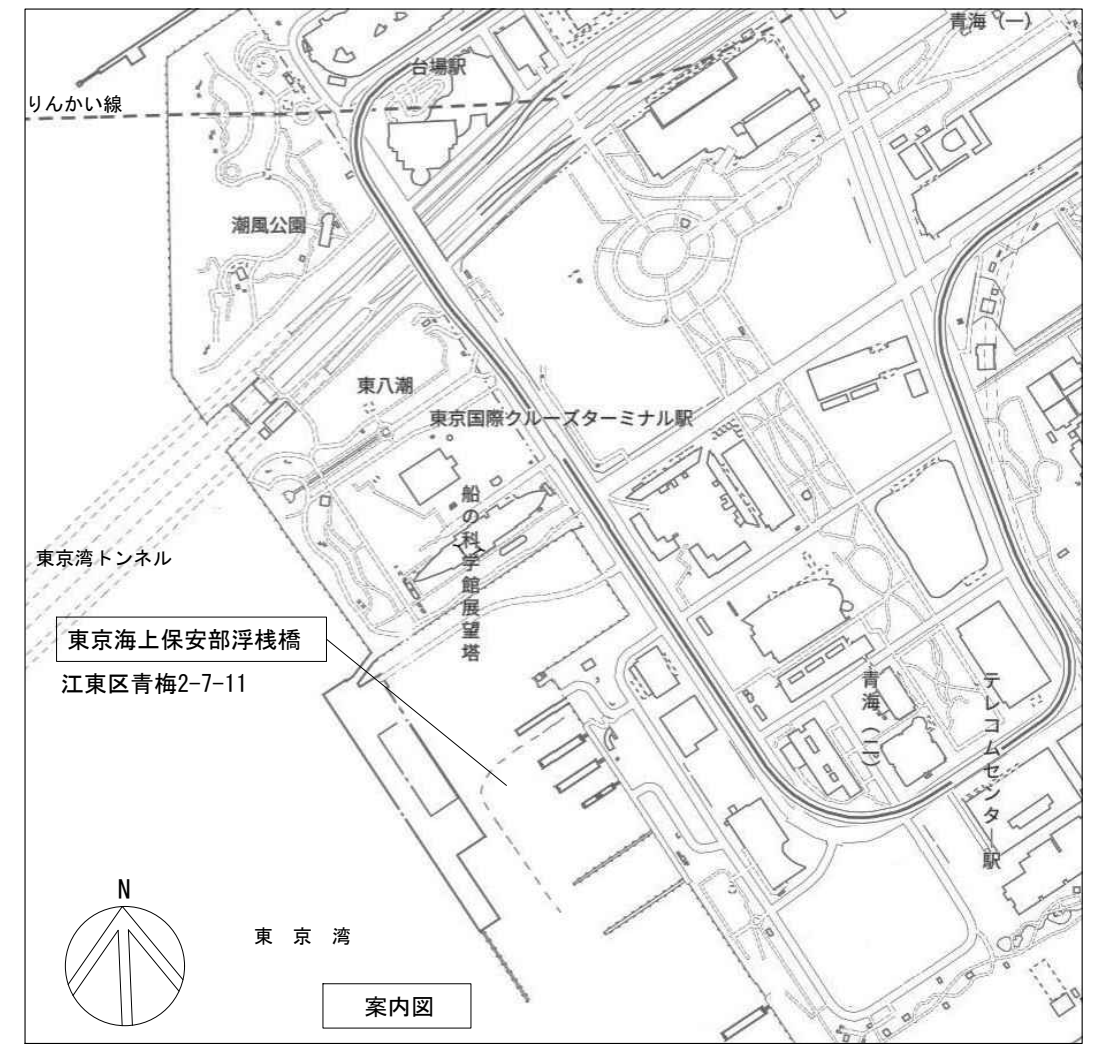 青海（一）
台場駅
りんかい線
潮風公園
東八潮
東京国際クルーズターミナル駅
船の科学館展望塔
東京湾トンネル
東京海上保安部浮桟橋
江東区青梅2-7-11
青海（二）
テレコムセンター駅
N
東 京 湾
案内図